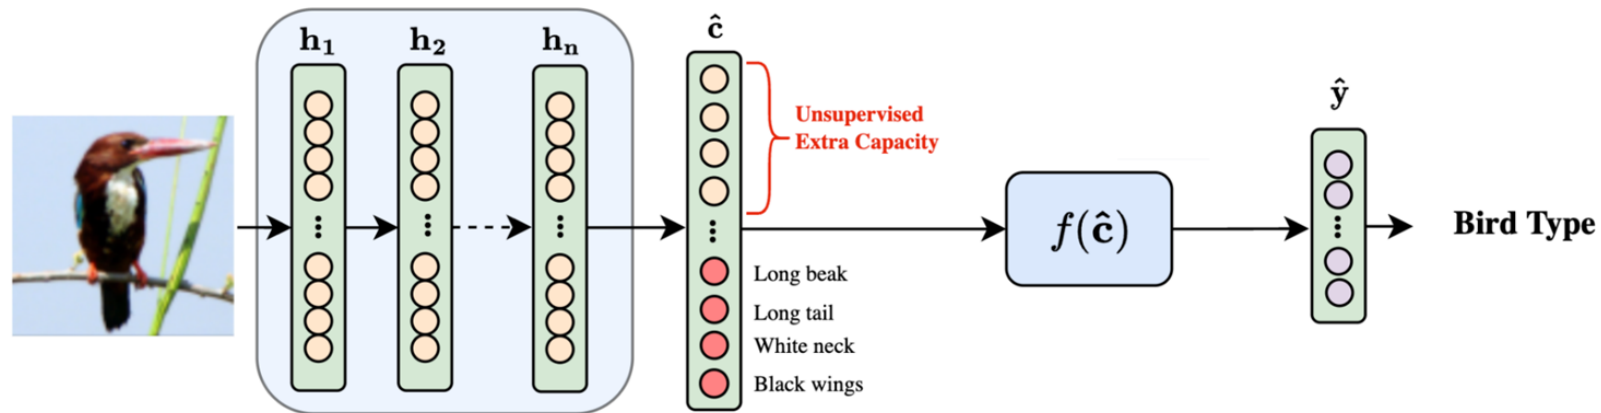 h₁
h₂
hₙ
ĉ
Unsupervised
Extra Capacity
Long beak
Long tail
White neck
Black wings
f(ĉ)
ŷ
Bird Type